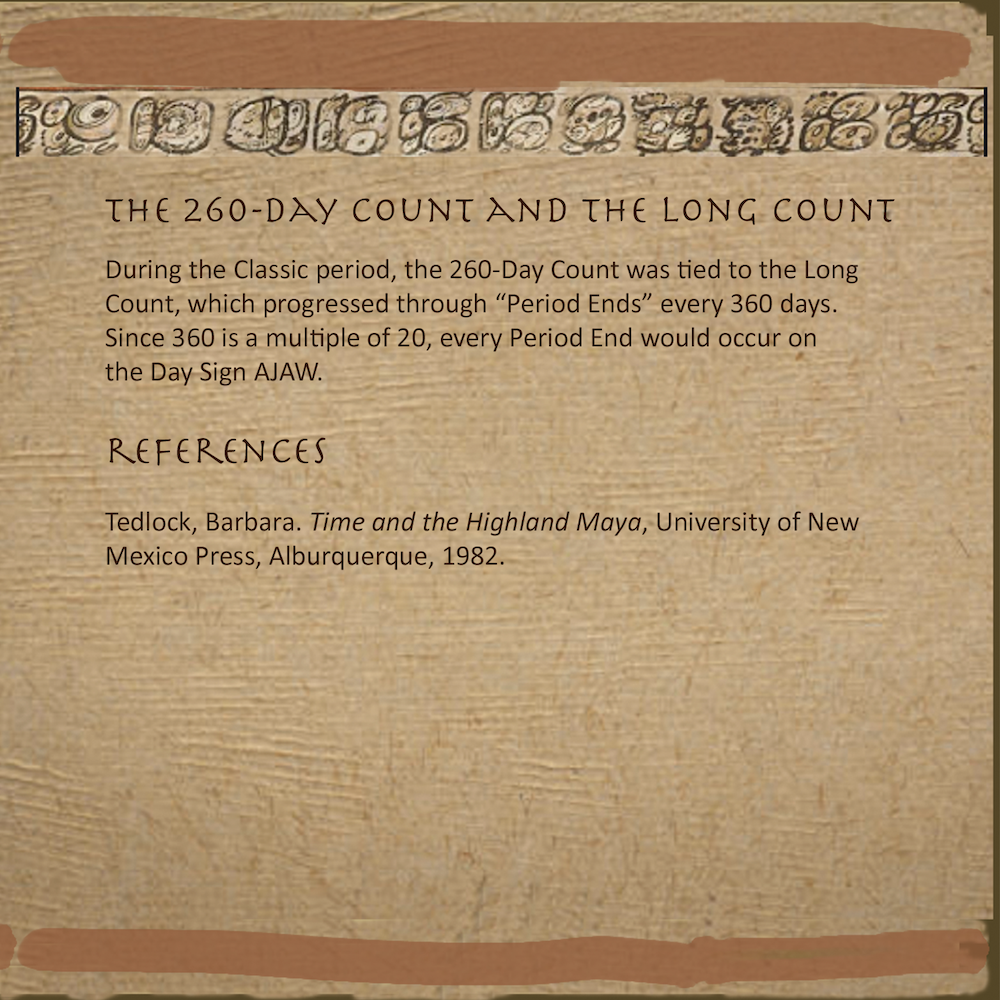 THE 260-DAY COUNT AND THE LONG COUNT
During the Classic period, the 260-Day Count was tied to the Long
Count, which progressed through “Period Ends” every 360 days.
Since 360 is a multiple of 20, every Period End would occur on
the Day Sign AJAW.
REFERENCES
Tedlock, Barbara. Time and the Highland Maya, University of New
Mexico Press, Alburquerque, 1982.